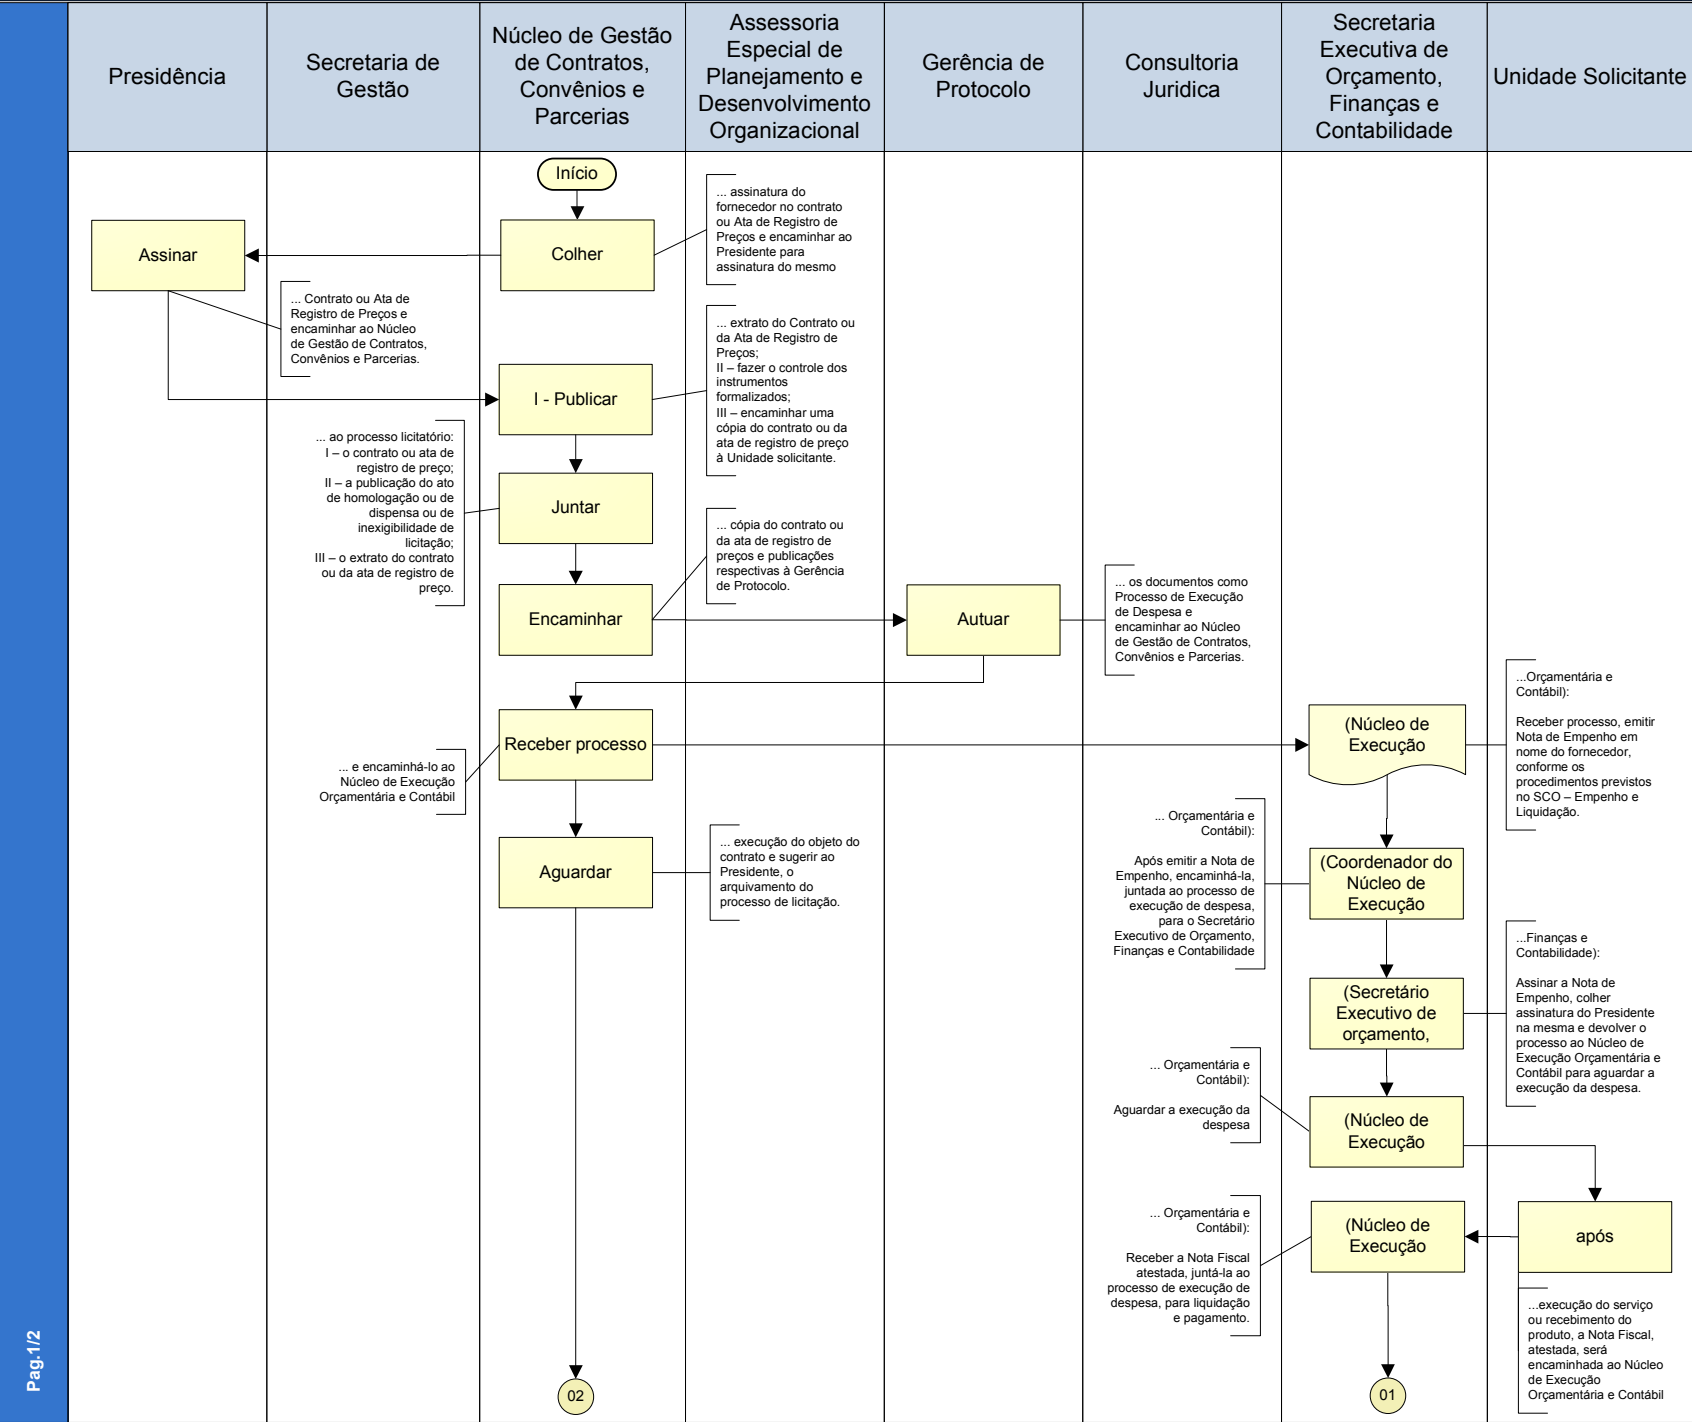 Presidência
Secretaria de
Gestão
Núcleo de Gestão
de Contratos,
Convênios e
Parcerias
Assessoria
Especial de
Planejamento e
Desenvolvimento
Organizacional
Gerência de
Protocolo
Consultoria
Juridica
Secretaria
Executiva de
Orçamento,
Finanças e
Contabilidade
Unidade Solicitante
Início
Colher
... assinatura do
fornecedor no contrato
ou Ata de Registro de
Preços e encaminhar ao
Presidente para
assinatura do mesmo
Assinar
... Contrato ou Ata de
Registro de Preços e
encaminhar ao Núcleo
de Gestão de Contratos,
Convênios e Parcerias.
I - Publicar
... extrato do Contrato ou
da Ata de Registro de
Preços;
II – fazer o controle dos
instrumentos
formalizados;
III – encaminhar uma
cópia do contrato ou da
ata de registro de preço
à Unidade solicitante.
Juntar
... ao processo licitatório:
I – o contrato ou ata de
registro de preço;
II – a publicação do ato
de homologação ou de
dispensa ou de
inexigibilidade de
licitação;
III – o extrato do contrato
ou da ata de registro de
preço.
Encaminhar
... cópia do contrato ou
da ata de registro de
preços e publicações
respectivas à Gerência
de Protocolo.
Autuar
... os documentos como
Processo de Execução
de Despesa e
encaminhar ao Núcleo
de Gestão de Contratos,
Convênios e Parcerias.
Receber processo
... e encaminhá-lo ao
Núcleo de Execução
Orçamentária e Contábil
(Núcleo de
Execução
...Orçamentária e
Contábil):
Receber processo, emitir
Nota de Empenho em
nome do fornecedor,
conforme os
procedimentos previstos
no SCO – Empenho e
Liquidação.
Aguardar
... execução do objeto do
contrato e sugerir ao
Presidente, o
arquivamento do
processo de licitação.
(Coordenador do
Núcleo de
Execução
... Orçamentária e
Contábil):
Após emitir a Nota de
Empenho, encaminhá-la,
juntada ao processo de
execução de despesa,
para o Secretário
Executivo de Orçamento,
Finanças e Contabilidade
(Secretário
Executivo de
orçamento,
...Finanças e
Contabilidade):
Assinar a Nota de
Empenho, colher
assinatura do Presidente
na mesma e devolver o
processo ao Núcleo de
Execução Orçamentária e
Contábil para aguardar a
execução da despesa.
(Núcleo de
Execução
... Orçamentária e
Contábil):
Aguardar a execução da
despesa
após
...execução do serviço
ou recebimento do
produto, a Nota Fiscal,
atestada, será
encaminhada ao Núcleo
de Execução
Orçamentária e Contábil
(Núcleo de
Execução
... Orçamentária e
Contábil):
Receber a Nota Fiscal
atestada, juntá-la ao
processo de execução de
despesa, para liquidação
e pagamento.
02
01
Pag.1/2